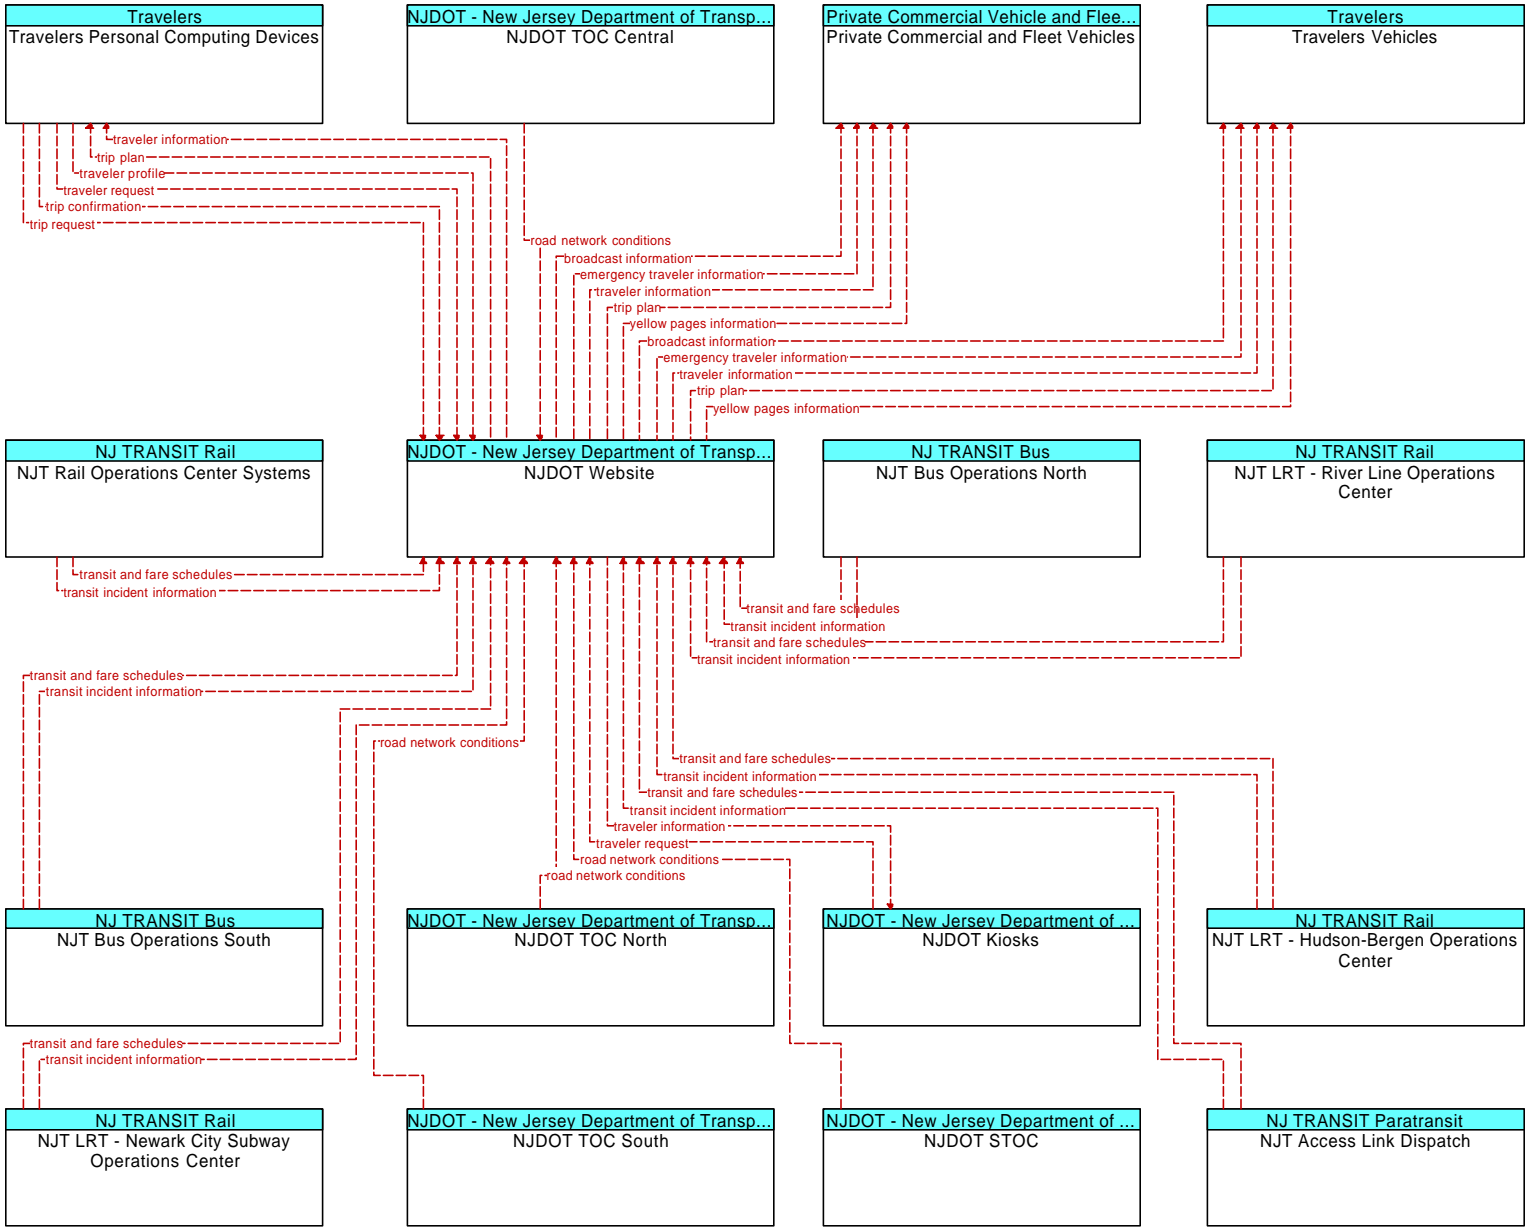 Travelers
Travelers Personal Computing Devices
NJDOT - New Jersey Department of Transp...
NJDOT TOC Central
Private Commercial Vehicle and Flee...
Private Commercial and Fleet Vehicles
Travelers
Travelers Vehicles
traveler information
trip plan
traveler profile
traveler request
trip confirmation
trip request
road network conditions
broadcast information
emergency traveler information
traveler information
trip plan
yellow pages information
broadcast information
emergency traveler information
traveler information
trip plan
yellow pages information
NJ TRANSIT Rail
NJT Rail Operations Center Systems
NJDOT - New Jersey Department of Transp...
NJDOT Website
NJ TRANSIT Bus
NJT Bus Operations North
NJ TRANSIT Rail
NJT LRT - River Line Operations
Center
transit and fare schedules
transit incident information
transit and fare schedules
transit incident information
transit and fare schedules
transit incident information
transit and fare schedules
transit incident information
road network conditions
transit and fare schedules
transit incident information
transit and fare schedules
transit incident information
traveler information
traveler request
road network conditions
road network conditions
NJ TRANSIT Bus
NJT Bus Operations South
NJDOT - New Jersey Department of Transp...
NJDOT TOC North
NJDOT - New Jersey Department of ...
NJDOT Kiosks
NJ TRANSIT Rail
NJT LRT - Hudson-Bergen Operations
Center
transit and fare schedules
transit incident information
NJ TRANSIT Rail
NJT LRT - Newark City Subway
Operations Center
NJDOT - New Jersey Department of Transp...
NJDOT TOC South
NJDOT - New Jersey Department of ...
NJDOT STOC
NJ TRANSIT Paratransit
NJT Access Link Dispatch